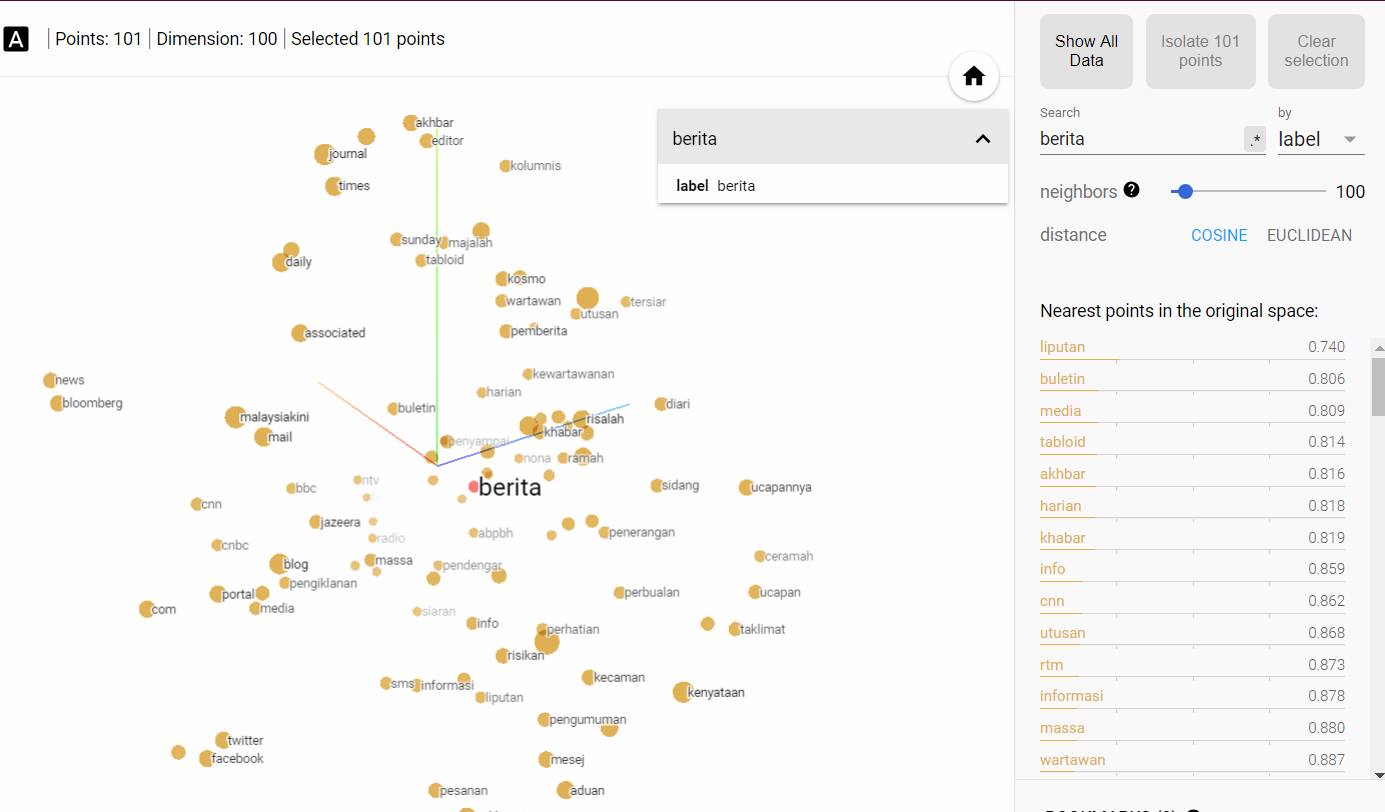 A | Points: 101 | Dimension: 100 | Selected 101 points
Show All Data
Isolate 101 points
Clear selection
Search
by
berita
.*
label
neighbors ? 100
distance COSINE EUCLIDEAN
berita
label berita
Nearest points in the original space:
liputan 0.740
buletin 0.806
media 0.809
tabloid 0.814
akhbar 0.816
harian 0.818
khabar 0.819
info 0.859
cnn 0.862
utusan 0.868
rtm 0.873
informasi 0.878
massa 0.880
wartawan 0.887
akhbar
editor
journal
kolumnis
times
sunday
majalah
tabloid
daily
kosmo
wartawan
tersiar
utusan
pemberita
associated
kewartawanan
news
harian
bloomberg
buletin
diari
malaysiakini
risalah
mail
khabar
penyampai
nona
ramah
ntv
bbc
tv
berita
sidang
ucapannya
cnn
jazeera
abpbh
penerangan
radio
cnbc
ceramah
blog
massa
pendengar
pengiklanan
portal
perbualan
ucapan
com
media
siaran
info
perhatian
taklimat
risikan
kecaman
sms
informasi
kenyataan
liputan
pengumuman
twitter
facebook
mesej
pesanan
aduan